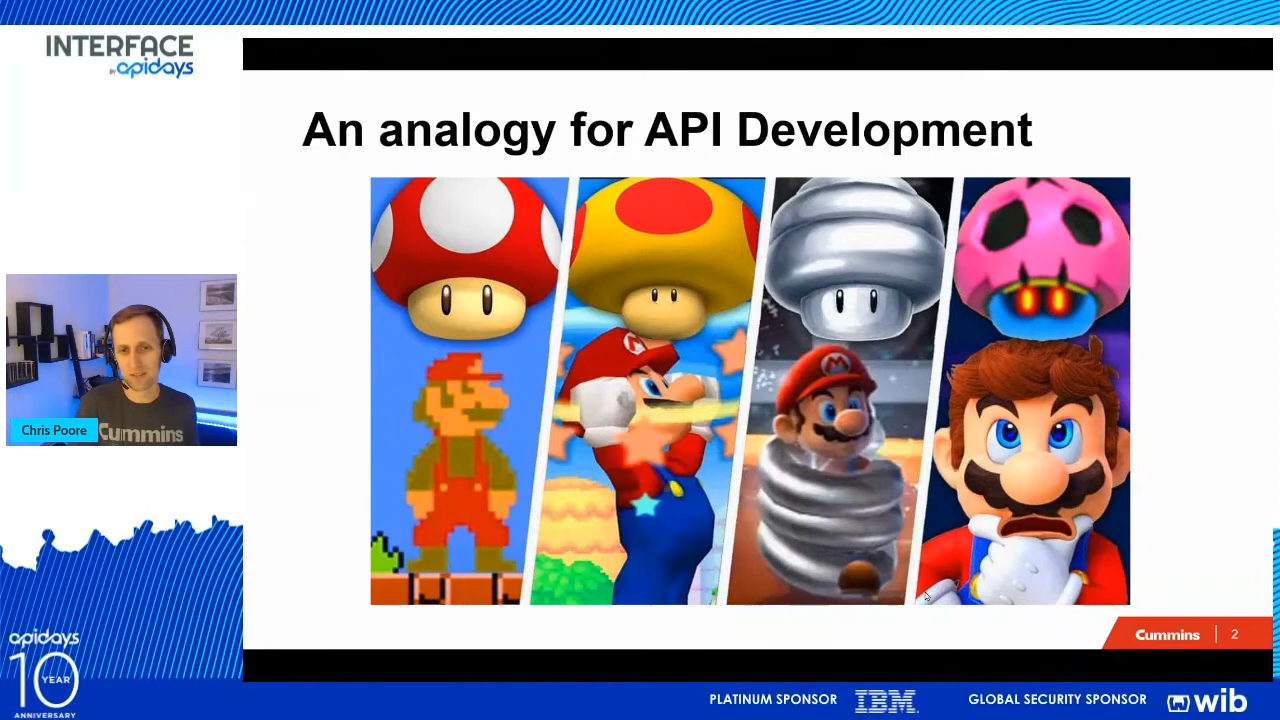 INTERFACE
BY apidays
An analogy for API Development
M
M
Chris Poore
Cummins
Cummins
2
apidays
10
YEAR
ANNIVERSARY
PLATINUM SPONSOR
IBM
GLOBAL SECURITY SPONSOR
wib